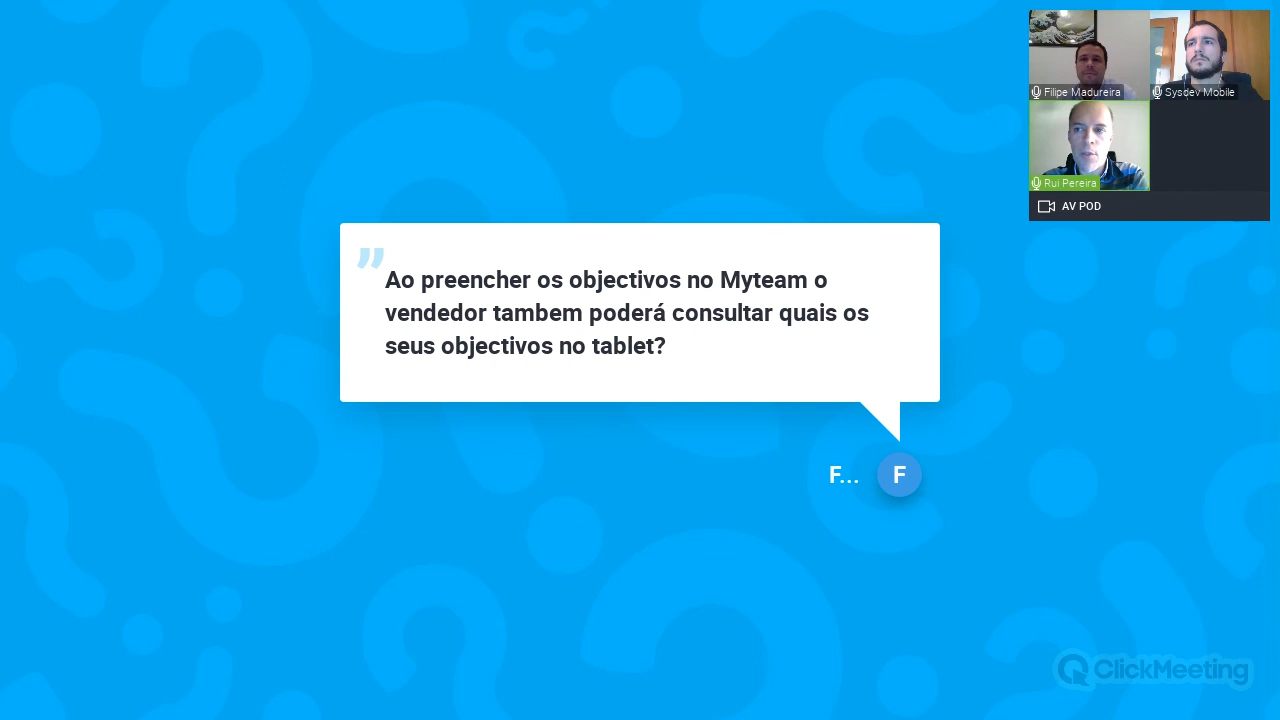 Filipe Madureira
Sysdev Mobile
Rui Pereira
AV POD
” Ao preencher os objectivos no Myteam o
vendedor tambem poderá consultar quais os
seus objectivos no tablet?
F... F
ClickMeeting